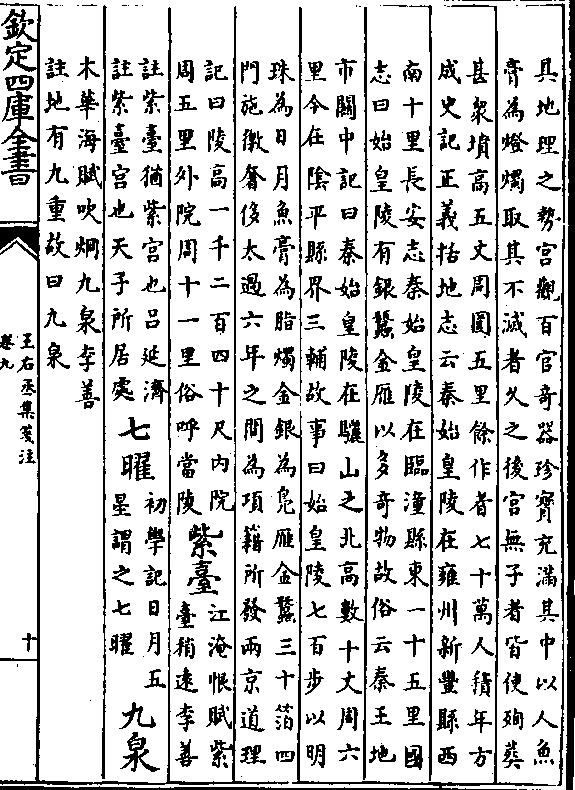 具地理之勢宮觀百官奇器珍寳充滿其中以人魚
膏為燈燭取其不滅者久之後宮無子者皆使殉葬
甚衆墳高五丈周圍五里餘作者七十萬人積年方
成史記正義括地志云秦始皇陵在雍州新豐縣西
南十里長安志秦始皇陵在臨潼縣東一十五里國
志曰始皇陵有銀蠶金雁以多奇物故俗云秦王地
市關中記曰秦始皇陵在驪山之北高數十丈周六
里今在陰平縣界三輔故事曰始皇陵七百步以明
珠為日月魚膏為脂燭金銀為鳧雁金蠶三十箔四
門施徼奢侈太過六年之間為項籍所發兩京道理
記曰陵高一千二百四十尺内院
周五里外院周十一里俗呼當陵
紫臺
江淹恨賦紫
臺稍遠李善
註紫臺猶紫宮也吕延濟
註紫臺宮也天子所居處
七曜
初學記日月五
星謂之七曜
九泉
木華海賦吹烱九泉李善
註地有九重故曰九泉
欽定四庫全書
王右丞集箋注
卷九
十